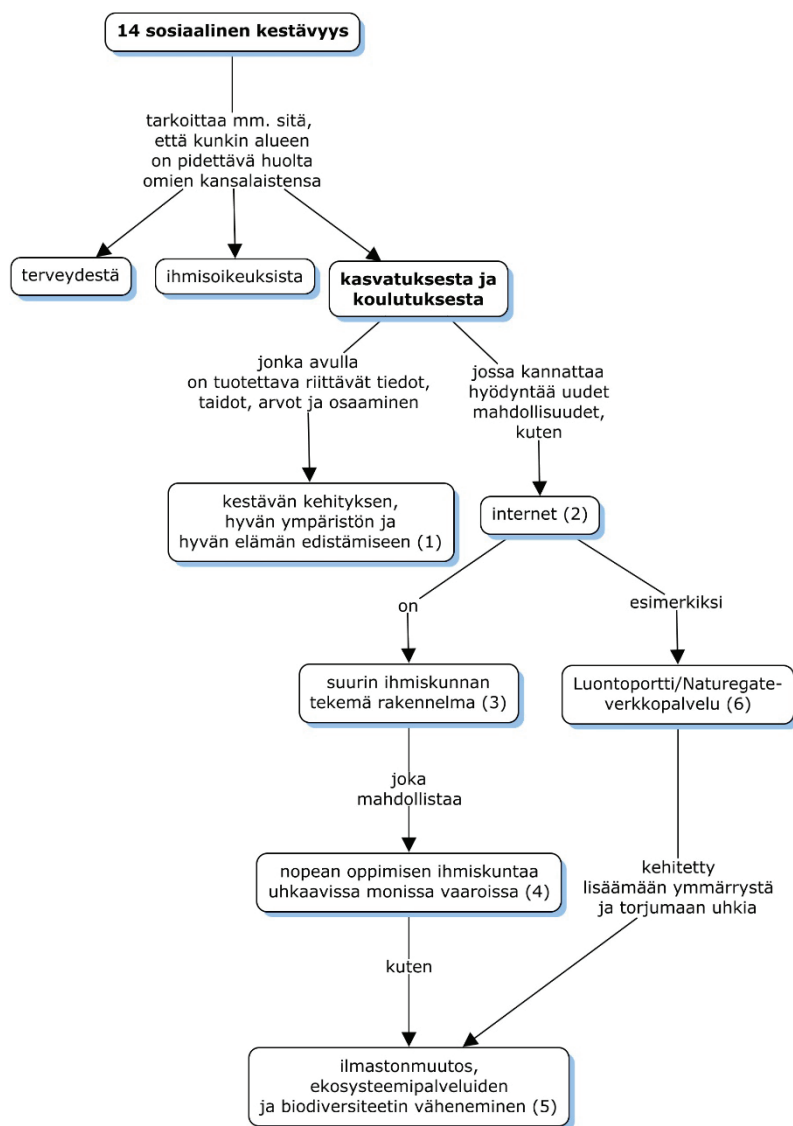 14 sosiaalinen kestävyys
tarkoittaa mm. sitä,
että kunkin alueen
on pidettävä huolta
omien kansalaistensa
terveydestä
ihmisoikeuksista
kasvatuksesta ja
koulutuksesta
jonka avulla
on tuotettava riittävät tiedot,
taidot, arvot ja osaaminen
jossa kannattaa
hyödyntää uudet
mahdollisuudet,
kuten
kestävän kehityksen,
hyvän ympäristön ja
hyvän elämän edistämiseen (1)
internet (2)
on
esimerkiksi
suurin ihmiskunnan
tekemä rakennelma (3)
Luontoportti/Naturegate-
verkkopalvelu (6)
joka
mahdollistaa
nopean oppimisen ihmiskuntaa
uhkaavissa monissa vaaroissa (4)
kehitetty
lisäämään ymmärrystä
ja torjumaan uhkia
kuten
ilmastonmuutos,
ekosysteemipalveluiden
ja biodiversiteetin väheneminen (5)